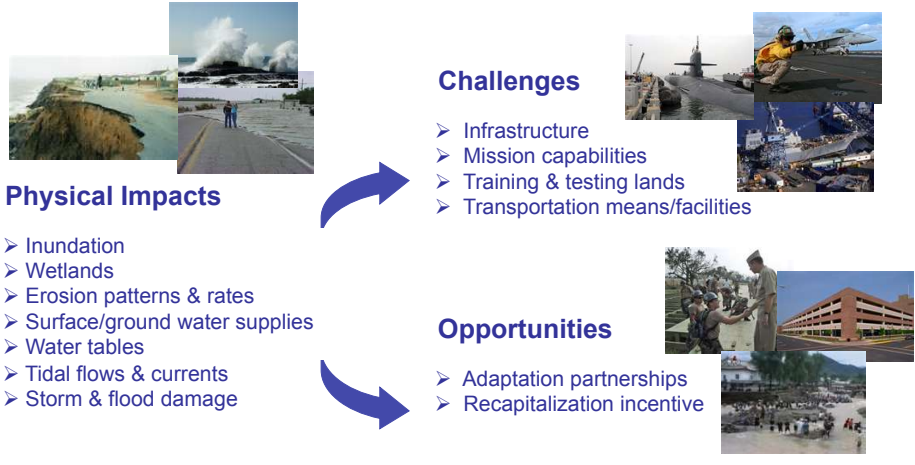 Physical Impacts
➢ Inundation
➢ Wetlands
➢ Erosion patterns & rates
➢ Surface/ground water supplies
➢ Water tables
➢ Tidal flows & currents
➢ Storm & flood damage
Challenges
➢ Infrastructure
➢ Mission capabilities
➢ Training & testing lands
➢ Transportation means/facilities
Opportunities
➢ Adaptation partnerships
➢ Recapitalization incentive